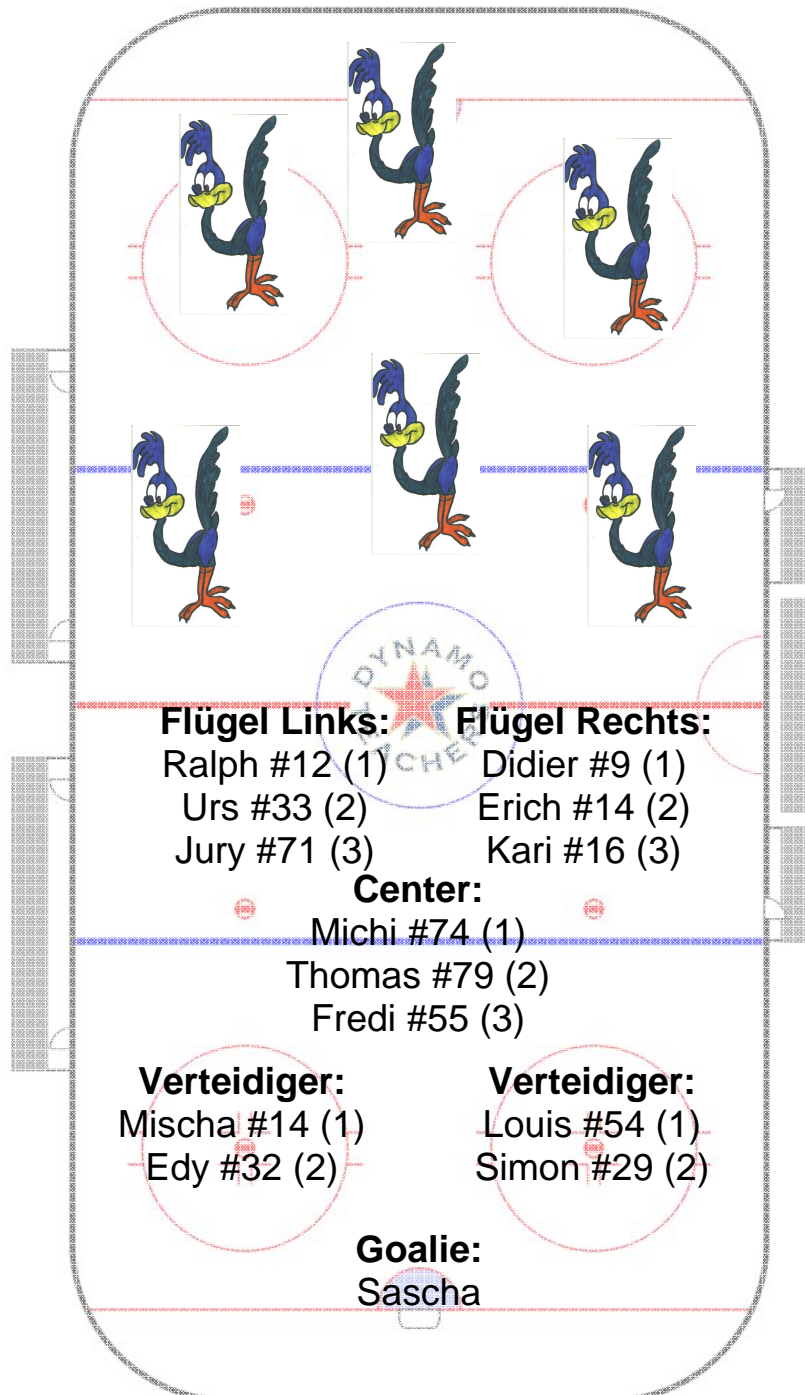 DYNAMO
TEACHERS
Flügel Links:
Ralph #12 (1)
Urs #33 (2)
Jury #71 (3)
Flügel Rechts:
Didier #9 (1)
Erich #14 (2)
Kari #16 (3)
Center:
Michi #74 (1)
Thomas #79 (2)
Fredi #55 (3)
Verteidiger:
Mischa #14 (1)
Edy #32 (2)
Verteidiger:
Louis #54 (1)
Simon #29 (2)
Goalie:
Sascha